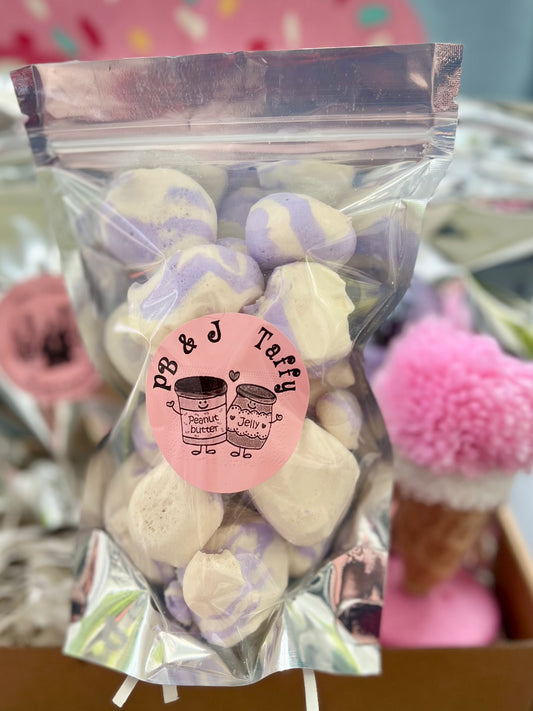 PB & J Taffy
Peanut
butter
Jelly